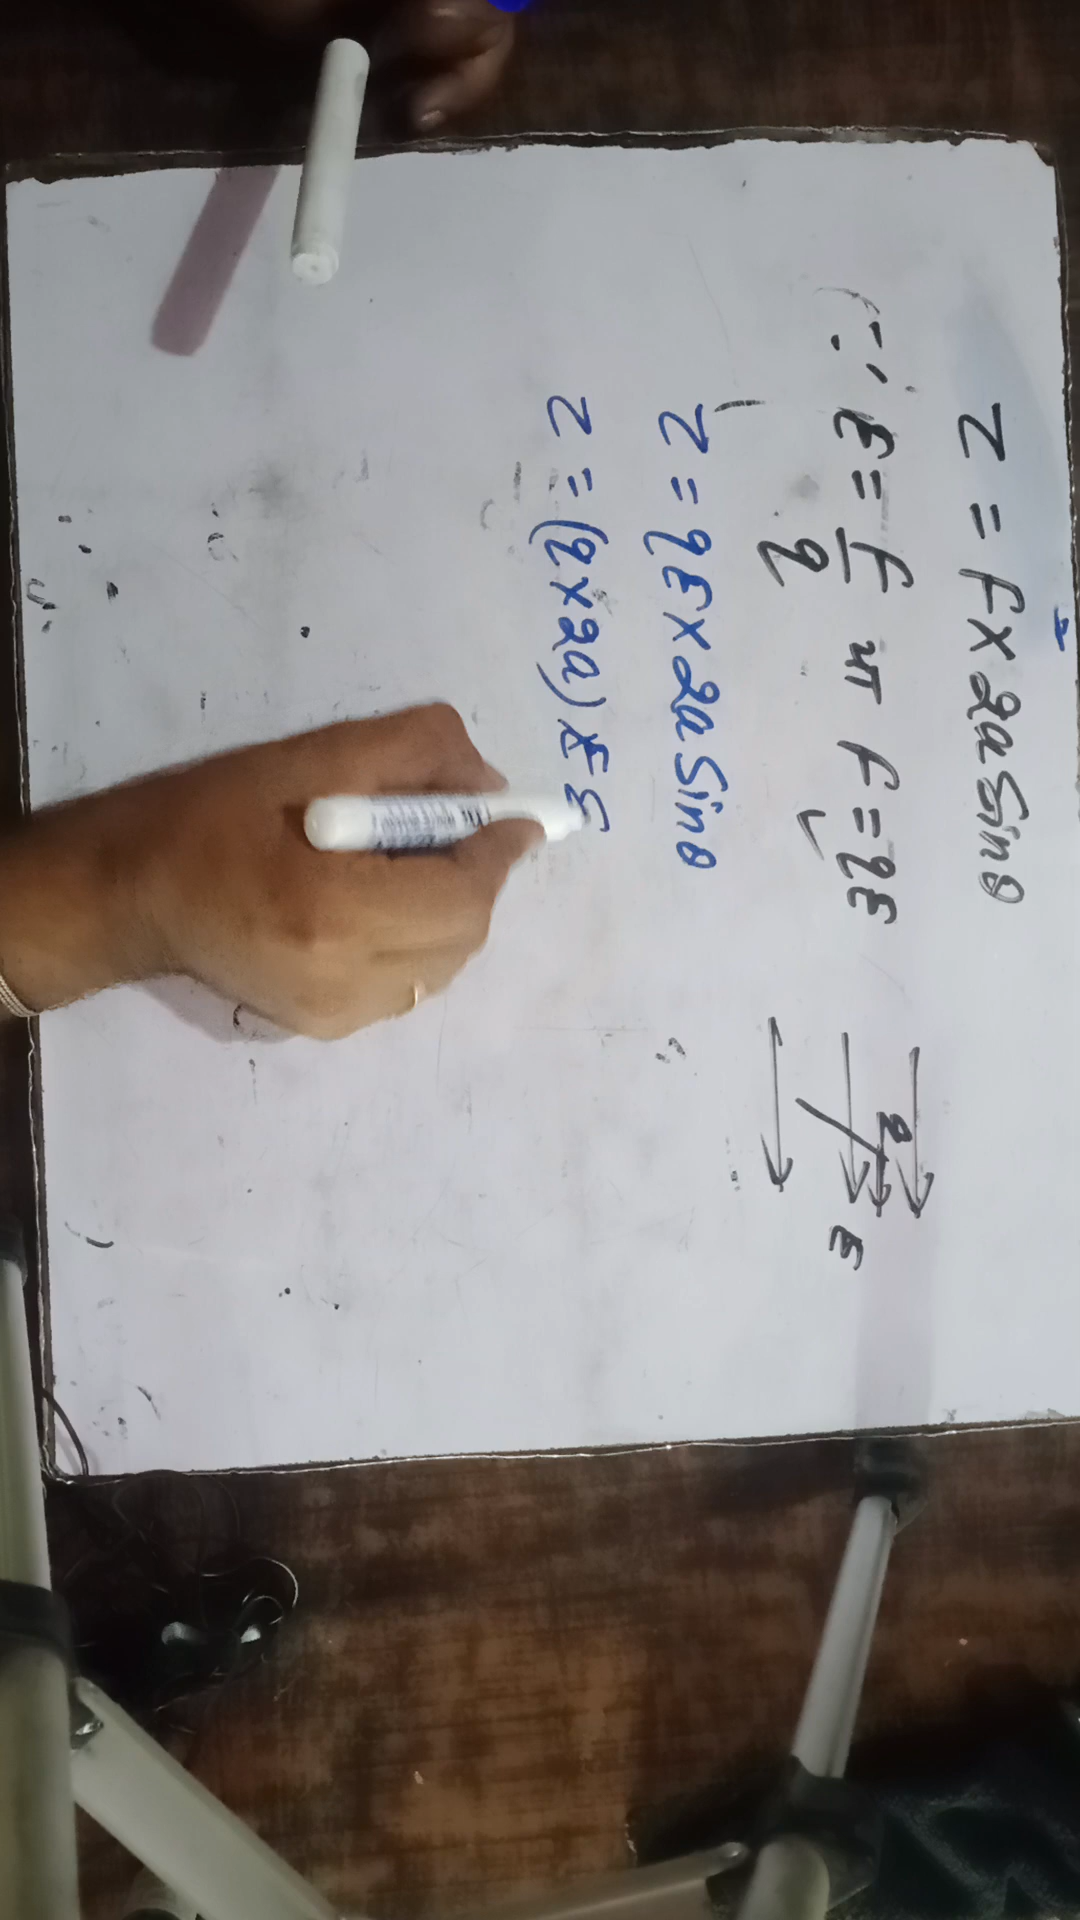 τ = F × 2a Sinθ
∵ E = F/q या F = qE
θ E
τ = qE × 2a Sinθ
τ = (q × 2a) × E S